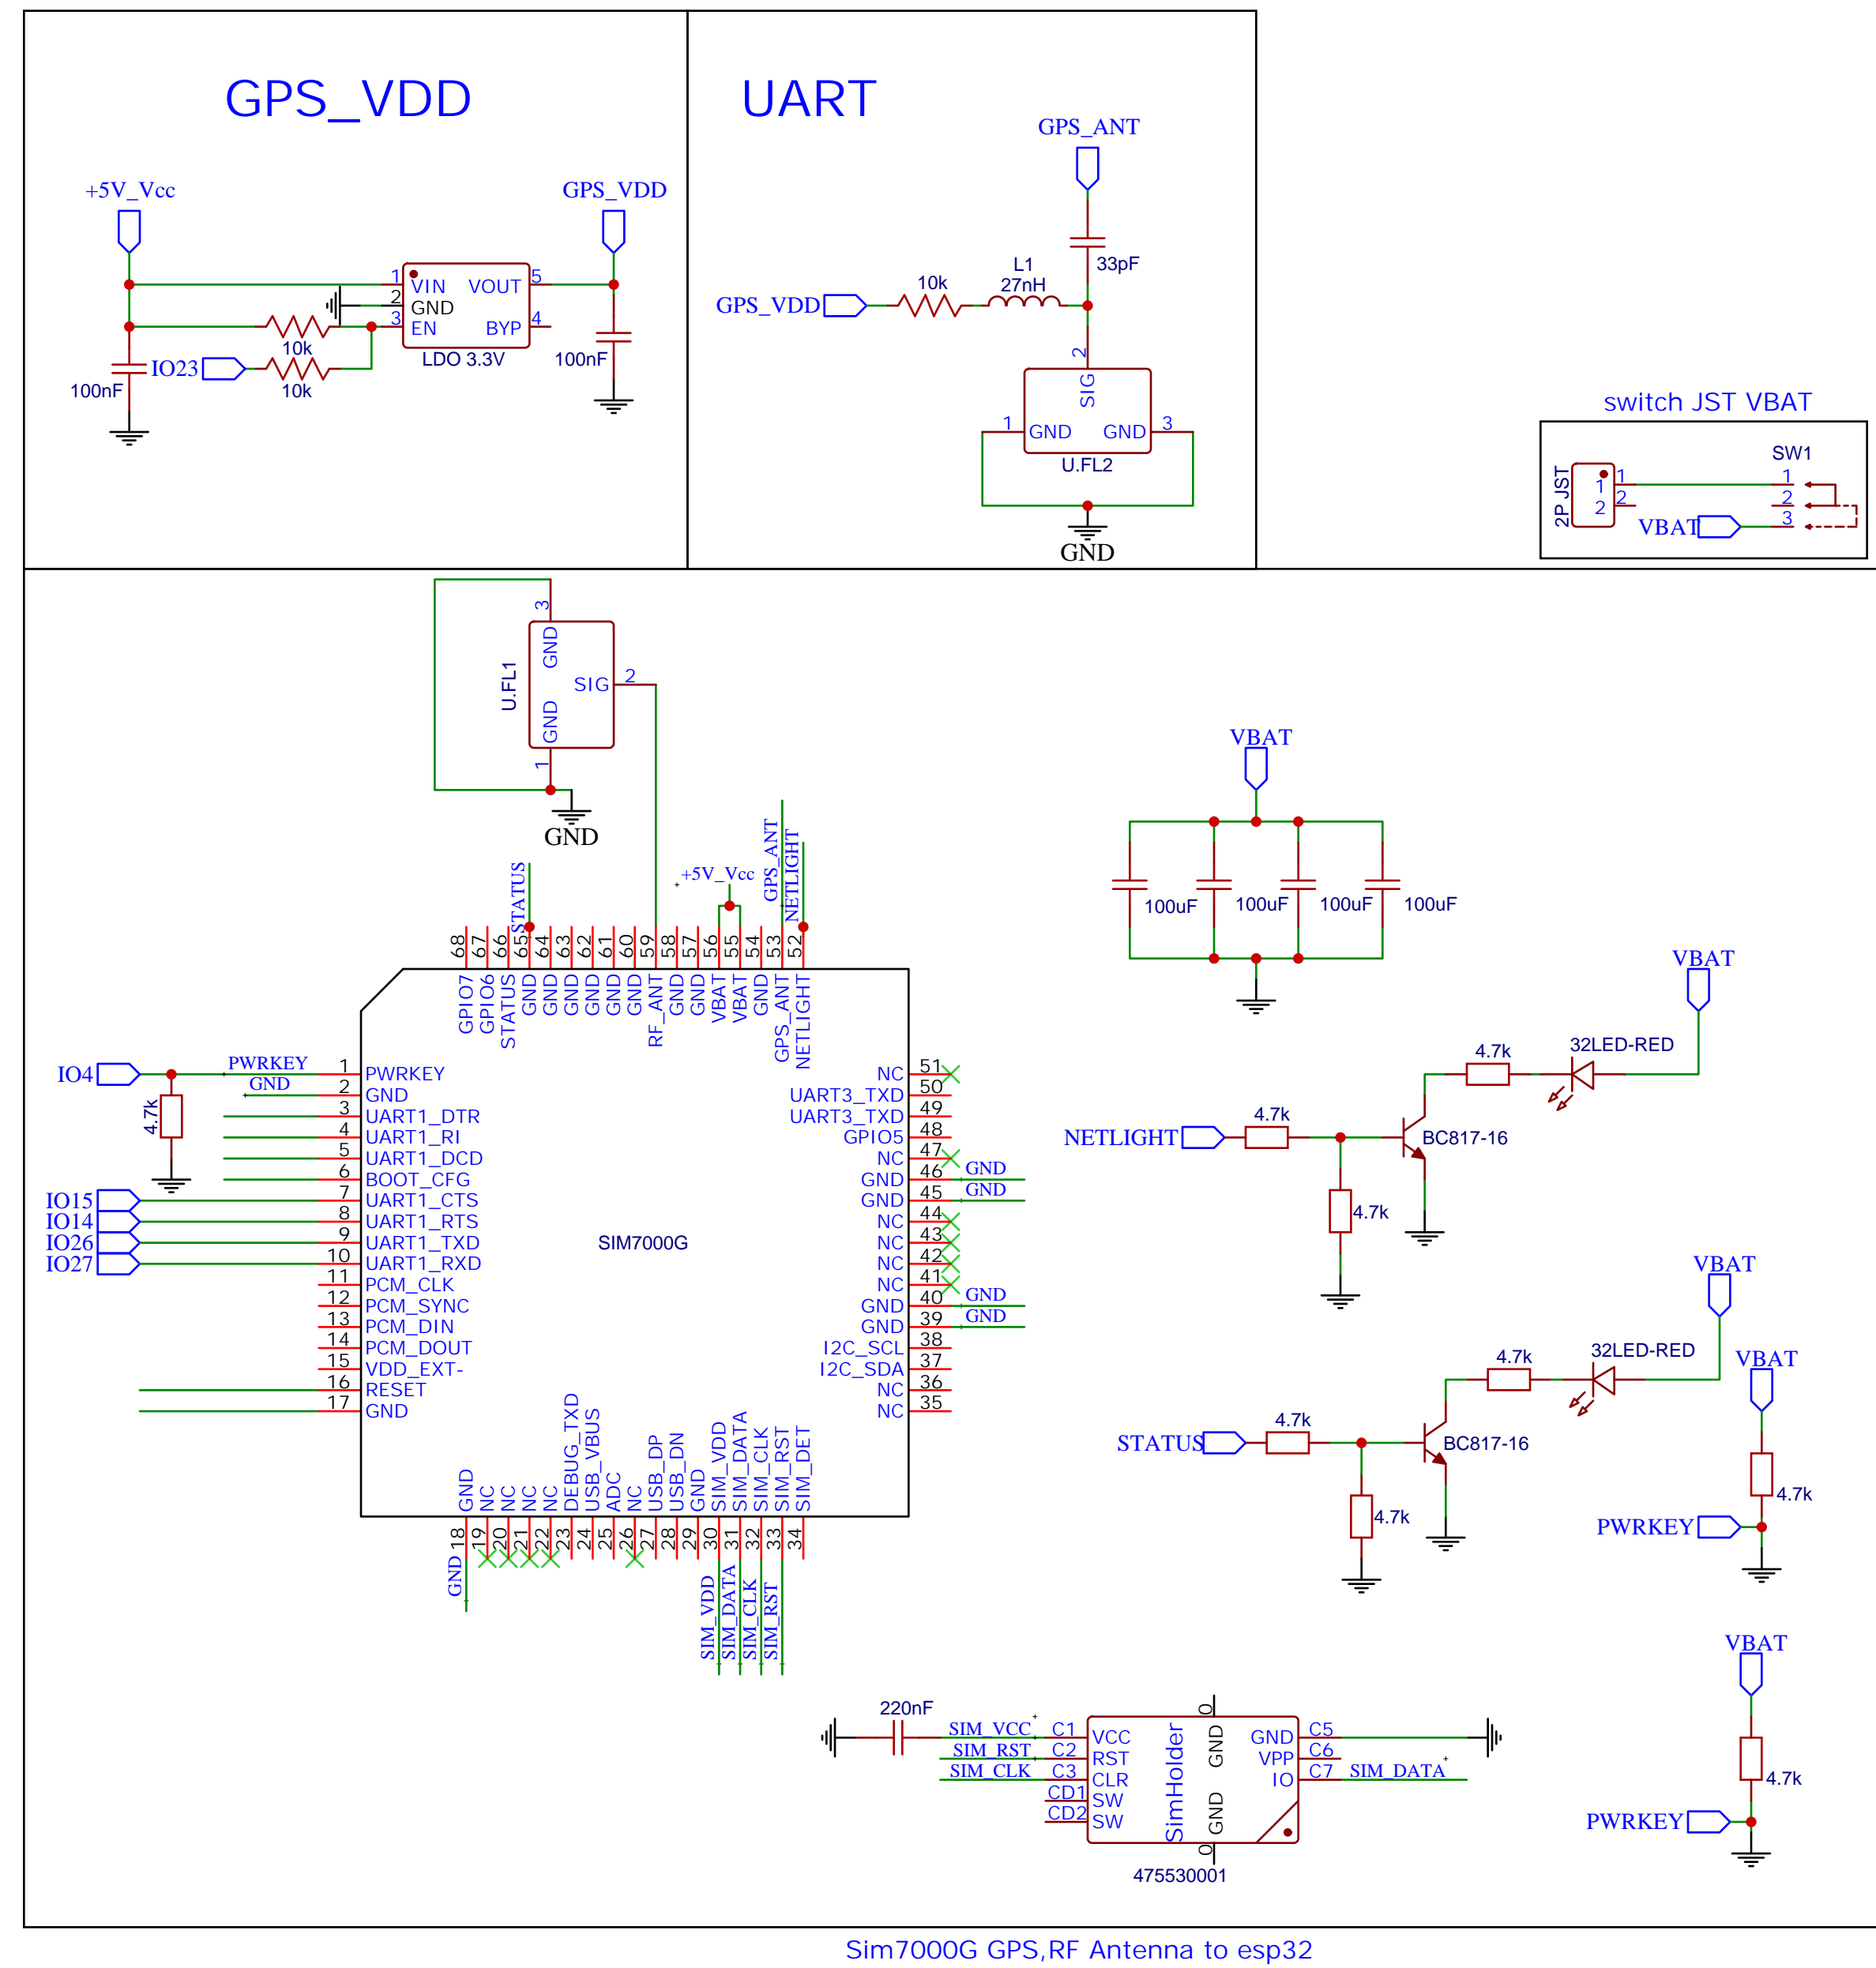 GPS_VDD
+5V_Vcc
GPS_VDD
1 VIN VOUT 5
2 GND
3 EN BYP 4
LDO 3.3V
10k
IO23
10k
100nF
100nF
UART
GPS_ANT
33pF
L1
27nH
10k
GPS_VDD
2
SIG
1 GND GND 3
U.FL2
GND
switch JST VBAT
SW1
2P JST
1 1
2 2
1
2
3
VBAT
3
GND
U.FL1
SIG 2
GND
1
GND
STATUS
+5V_Vcc
GPS_ANT
NETLIGHT
68 67 66 65 64 63 62 61 60 59 58 57 56 55 54 53 52
GPIO7 GPIO6 STATUS GND GND GND GND GND GND RF_ANT GND GND VBAT VBAT GND GPS_ANT NETLIGHT
IO4
4.7k
PWRKEY
GND
IO15
IO14
IO26
IO27
1 PWRKEY
2 GND
3 UART1_DTR
4 UART1_RI
5 UART1_DCD
6 BOOT_CFG
7 UART1_CTS
8 UART1_RTS
9 UART1_TXD
10 UART1_RXD
11 PCM_CLK
12 PCM_SYNC
13 PCM_DIN
14 PCM_DOUT
15 VDD_EXT-
16 RESET
17 GND
SIM7000G
NC 51
UART3_TXD 50
UART3_TXD 49
GPIO5 48
NC 47
GND 46 GND
GND 45 GND
NC 44
NC 43
NC 42
NC 41
GND 40 GND
GND 39 GND
I2C_SCL 38
I2C_SDA 37
NC 36
NC 35
GND NC NC NC NC DEBUG_TXD USB_VBUS ADC NC USB_DP USB_DN GND SIM_VDD SIM_DATA SIM_CLK SIM_RST SIM_DET
18 19 20 21 22 23 24 25 26 27 28 29 30 31 32 33 34
GND
SIM_VDD
SIM_DATA
SIM_CLK
SIM_RST
VBAT
100uF 100uF 100uF 100uF
VBAT
32LED-RED
4.7k
NETLIGHT
4.7k
BC817-16
4.7k
VBAT
32LED-RED
4.7k
STATUS
4.7k
BC817-16
4.7k
VBAT
4.7k
PWRKEY
VBAT
4.7k
PWRKEY
220nF
SIM_VCC C1 VCC
SIM_RST C2 RST
SIM_CLK C3 CLR
CD1 SW
CD2 SW
SimHolder
0 GND
GND 0
GND C5
VPP C6
IO C7 SIM_DATA
475530001
Sim7000G GPS,RF Antenna to esp32